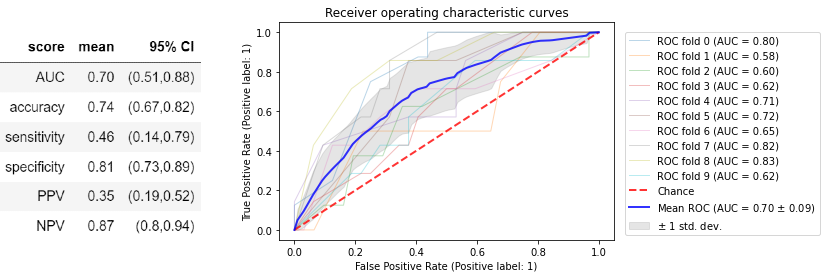 score mean 95% CI
AUC 0.70 (0.51,0.88)
accuracy 0.74 (0.67,0.82)
sensitivity 0.46 (0.14,0.79)
specificity 0.81 (0.73,0.89)
PPV 0.35 (0.19,0.52)
NPV 0.87 (0.8,0.94)
Receiver operating characteristic curves
True Positive Rate (Positive label: 1)
1.0
0.8
0.6
0.4
0.2
0.0
0.0 0.2 0.4 0.6 0.8 1.0
False Positive Rate (Positive label: 1)
ROC fold 0 (AUC = 0.80)
ROC fold 1 (AUC = 0.58)
ROC fold 2 (AUC = 0.60)
ROC fold 3 (AUC = 0.62)
ROC fold 4 (AUC = 0.71)
ROC fold 5 (AUC = 0.72)
ROC fold 6 (AUC = 0.65)
ROC fold 7 (AUC = 0.82)
ROC fold 8 (AUC = 0.83)
ROC fold 9 (AUC = 0.62)
Chance
Mean ROC (AUC = 0.70 ± 0.09)
± 1 std. dev.